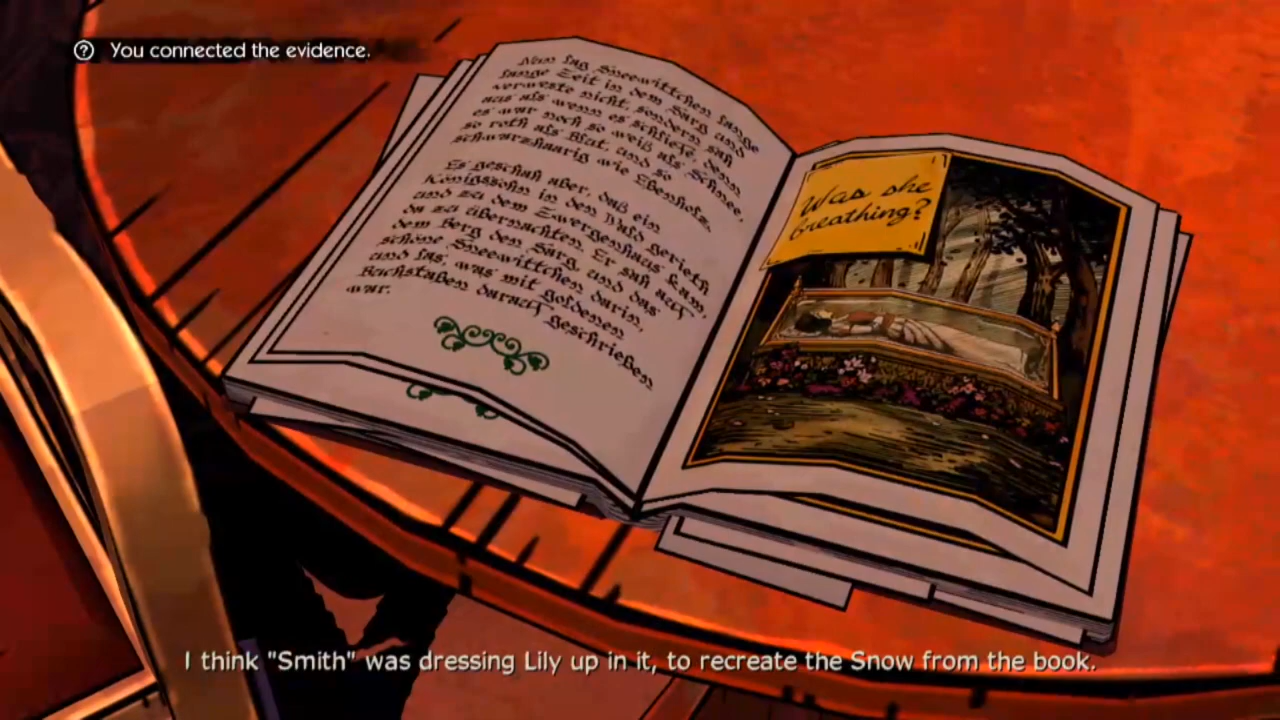 You connected the evidence.
Nun lag Sneewittchen lange
lange Zeit in dem Sarg und
verweste nicht sondern sah
aus als wenn es schliefe, denn
es war noch so weiß als Schnee,
so roth als Blut, und so
schwarzhaarig wie Ebenholz.
Es geschah aber, daß ein
Königssohn in den Wald gerieth
und zu dem Zwergenhaus kam,
da zu übernachten. Er sah auf
dem Berg den Sarg, und das
schöne Sneewittchen darin,
und las, was mit goldenen
Buchstaben darauf geschrieben
war.
Was she
breathing?
I think "Smith" was dressing Lily up in it, to recreate the Snow from the book.